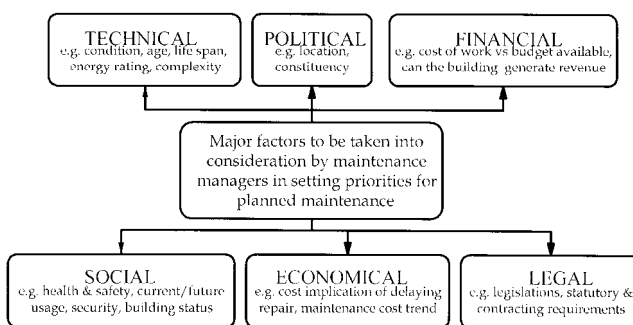 TECHNICAL
e.g. condition, age, life span,
energy rating, complexity
POLITICAL
e.g. location,
constituency
FINANCIAL
e.g. cost of work vs budget available,
can the building generate revenue
Major factors to be taken into
consideration by maintenance
managers in setting priorities for
planned maintenance
SOCIAL
e.g. health & safety, current/future
usage, security, building status
ECONOMICAL
e.g. cost implication of delaying
repair, maintenance cost trend
LEGAL
e.g. legislations, statutory &
contracting requirements